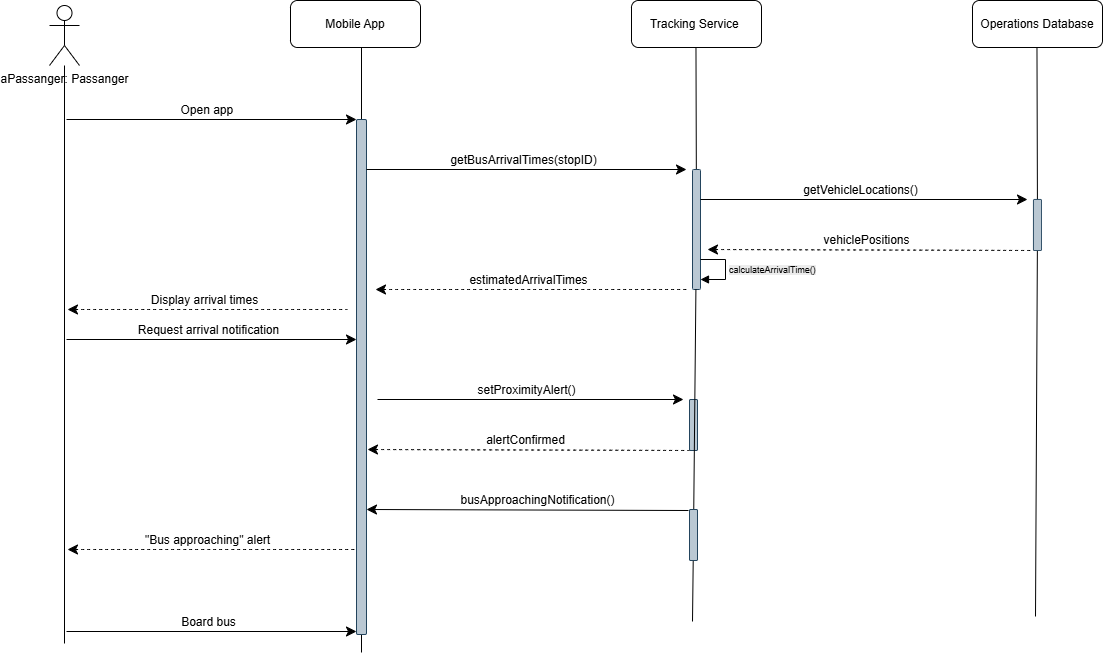 Mobile App
Tracking Service
Operations Database
aPassanger: Passanger
Open app
getBusArrivalTimes(stopID)
getVehicleLocations()
vehiclePositions
calculateArrivalTime()
estimatedArrivalTimes
Display arrival times
Request arrival notification
setProximityAlert()
alertConfirmed
busApproachingNotification()
"Bus approaching" alert
Board bus